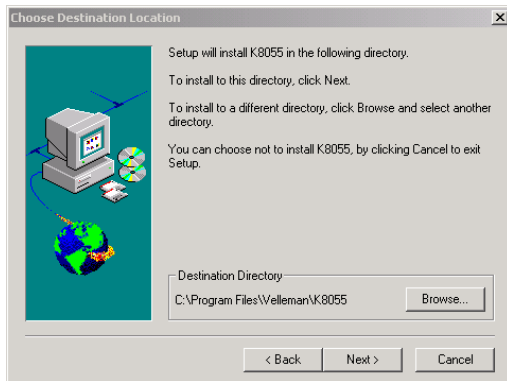 Choose Destination Location
Setup will install K8055 in the following directory.
To install to this directory, click Next.
To install to a different directory, click Browse and select another
directory.
You can choose not to install K8055, by clicking Cancel to exit
Setup.
Destination Directory
C:\Program Files\Velleman\K8055
Browse...
< Back
Next >
Cancel